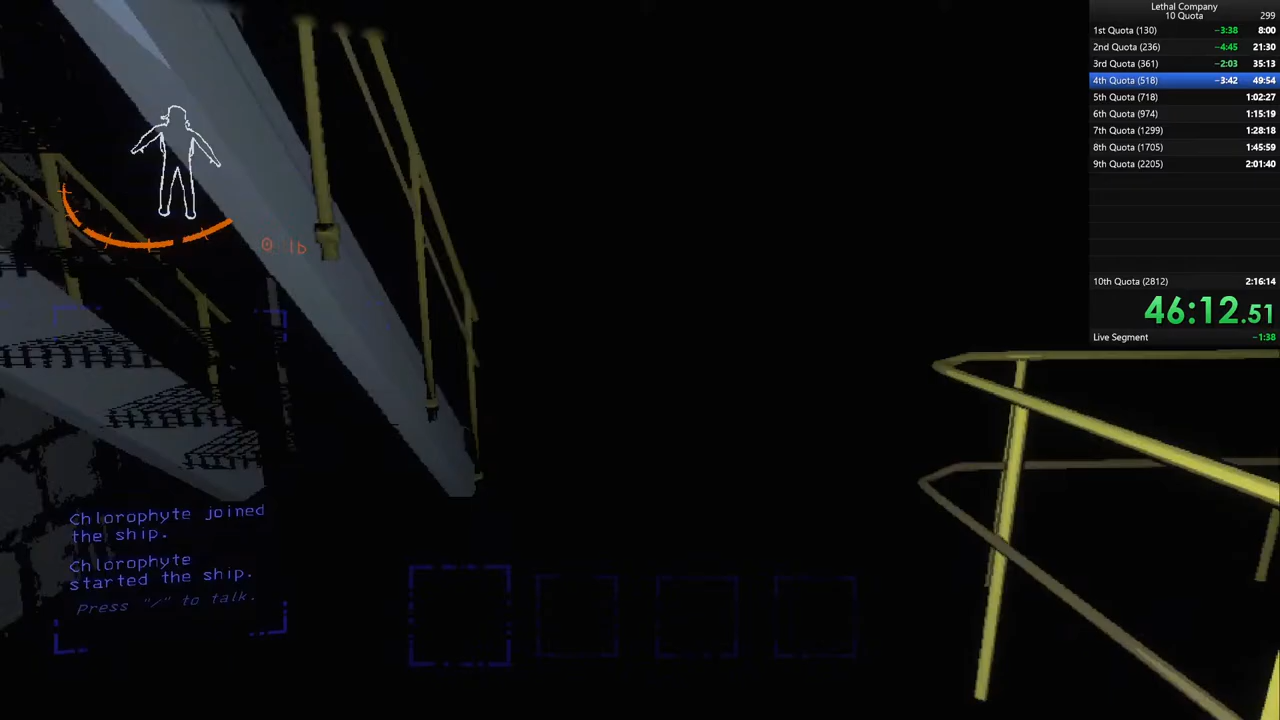 Lethal Company
10 Quota 299
1st Quota (130) -3:38 8:00
2nd Quota (236) -4:45 21:30
3rd Quota (361) -2:03 35:13
4th Quota (518) -3:42 49:54
5th Quota (718) 1:02:27
6th Quota (974) 1:15:19
7th Quota (1299) 1:28:18
8th Quota (1705) 1:45:59
9th Quota (2205) 2:01:40
10th Quota (2812) 2:16:14
46:12.51
Live Segment -1:38
0 lb
Chlorophyte joined
the ship.
Chlorophyte
started the ship.
Press "/" to talk.